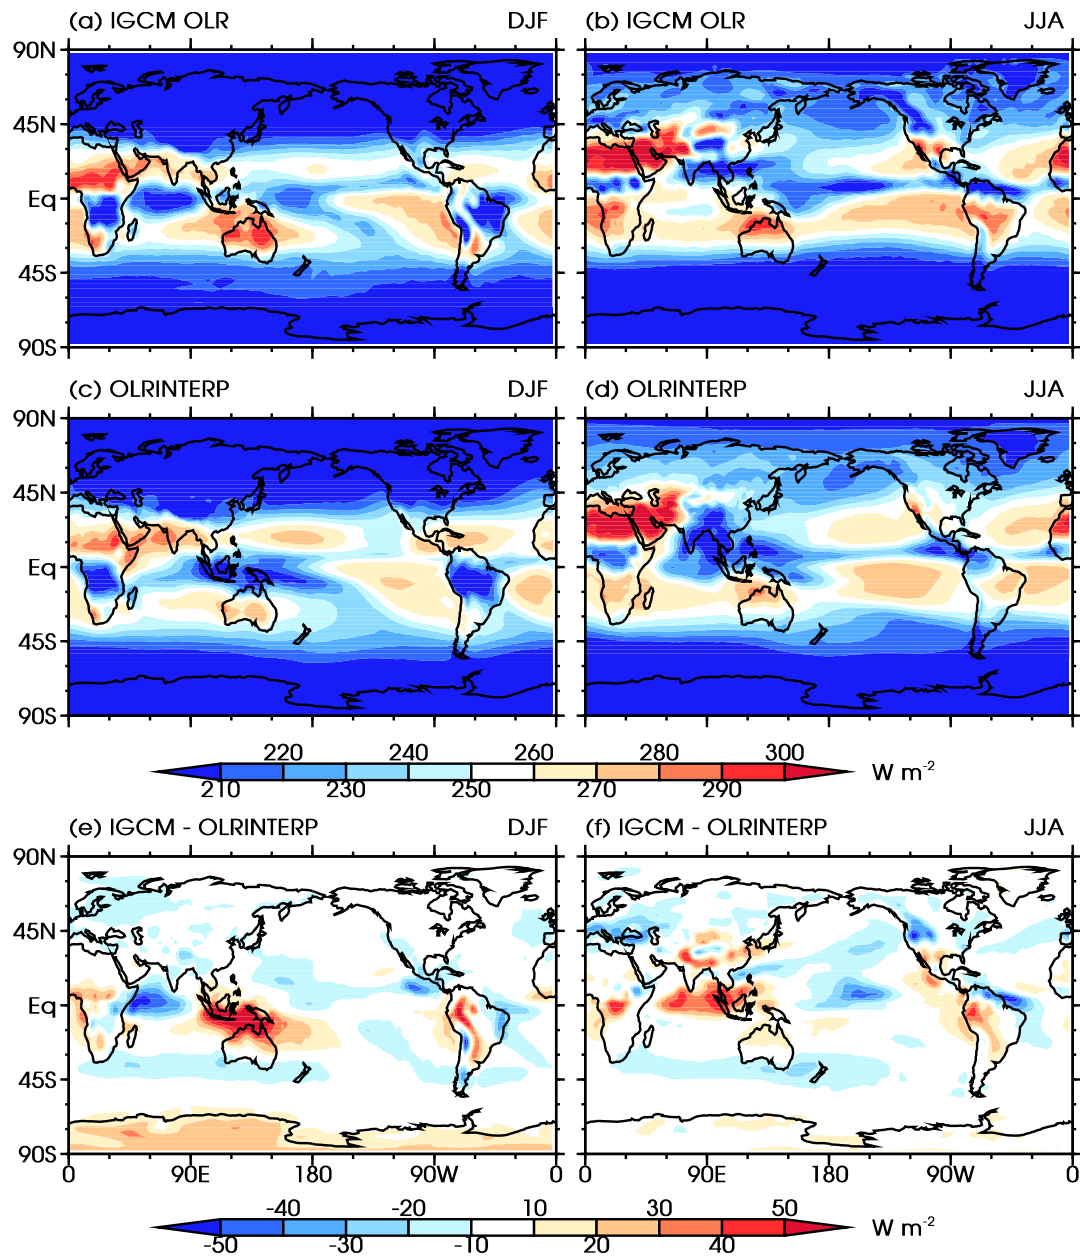 (a) IGCM OLR DJF (b) IGCM OLR JJA
90N
45N
Eq
45S
90S
(c) OLRINTERP DJF (d) OLRINTERP JJA
90N
45N
Eq
45S
90S
220 240 260 280 300
210 230 250 270 290 W m-2
(e) IGCM - OLRINTERP DJF (f) IGCM - OLRINTERP JJA
90N
45N
Eq
45S
90S
0 90E 180 90W 0 90E 180 90W 0
-40 -20 10 30 50
-50 -30 -10 20 40 W m-2